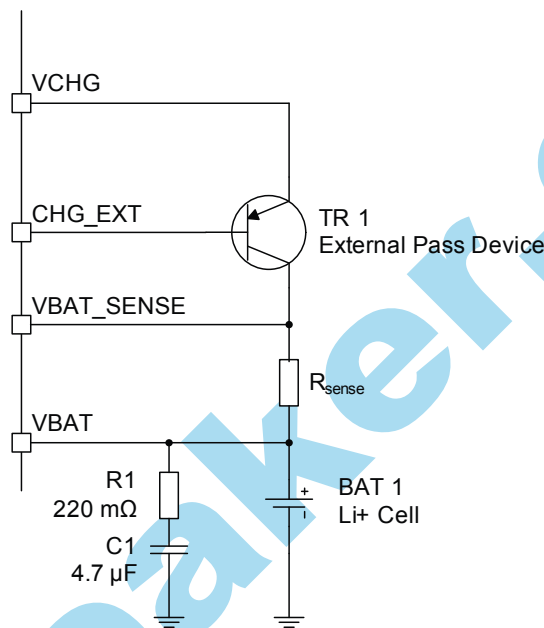 VCHG
CHG_EXT
TR 1
External Pass Device
VBAT_SENSE
Rsense
VBAT
R1
220 mΩ
BAT 1
Li+ Cell
+
-
C1
4.7 µF